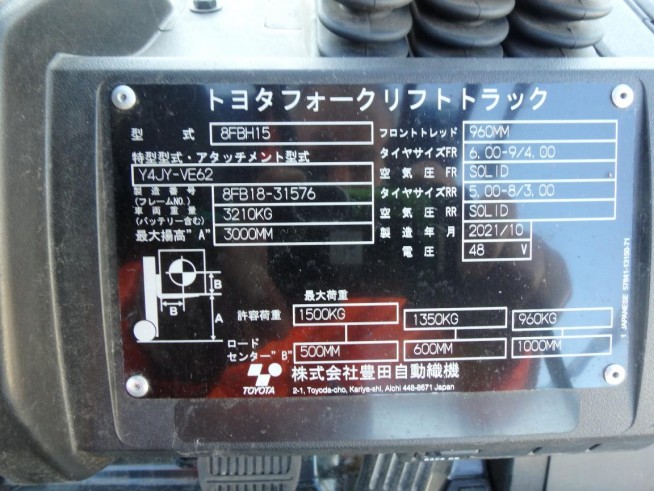 トヨタフォークリフトトラック
型式 8FBH15 フロントトレッド 960MM
特型型式・アタッチメント型式 タイヤサイズFR 6.00-9/4.00
Y4JY-VE62 空気圧FR SOLID
製造番号(フレームNO.) 8FB18-31576 タイヤサイズRR 5.00-8/3.00
車両重量(バッテリー含む) 3210KG 空気圧RR SOLID
最大揚高"A" 3000MM 製造年月 2021/10
電圧 48 V
B
B
A
最大荷重
許容荷重 1500KG 1350KG 960KG
ロード
センター"B" 500MM 600MM 1000MM
TOYOTA 株式会社豊田自動織機
2-1, Toyoda-cho, Kariya-shi, Aichi 448-8671 Japan
1 JAPANESE 57811-13150-71